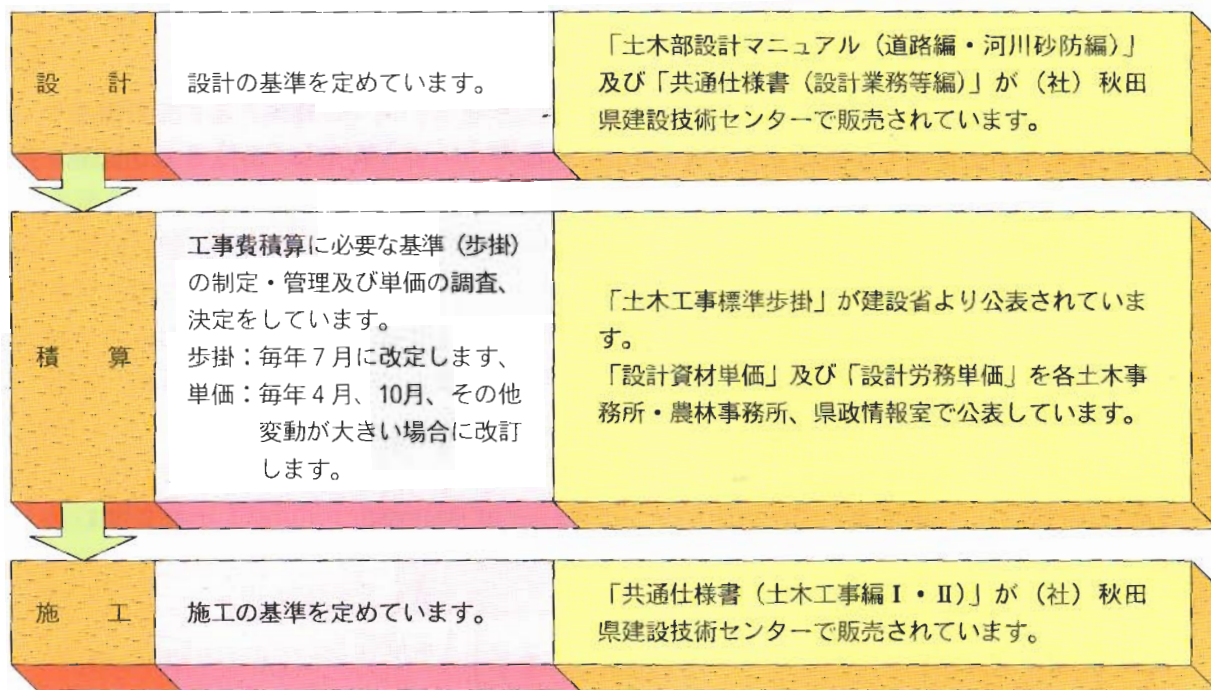 設　計
設計の基準を定めています。
「土木部設計マニュアル（道路編・河川砂防編）」
及び「共通仕様書（設計業務等編）」が（社）秋田
県建設技術センターで販売されています。
積　算
工事費積算に必要な基準（歩掛）
の制定・管理及び単価の調査、
決定をしています。
歩掛：毎年７月に改定します、
単価：毎年４月、10月、その他
変動が大きい場合に改訂
します。
「土木工事標準歩掛」が建設省より公表されていま
す。
「設計資材単価」及び「設計労務単価」を各土木事
務所・農林事務所、県政情報室で公表しています。
施　工
施工の基準を定めています。
「共通仕様書（土木工事編Ⅰ・Ⅱ）」が（社）秋田
県建設技術センターで販売されています。